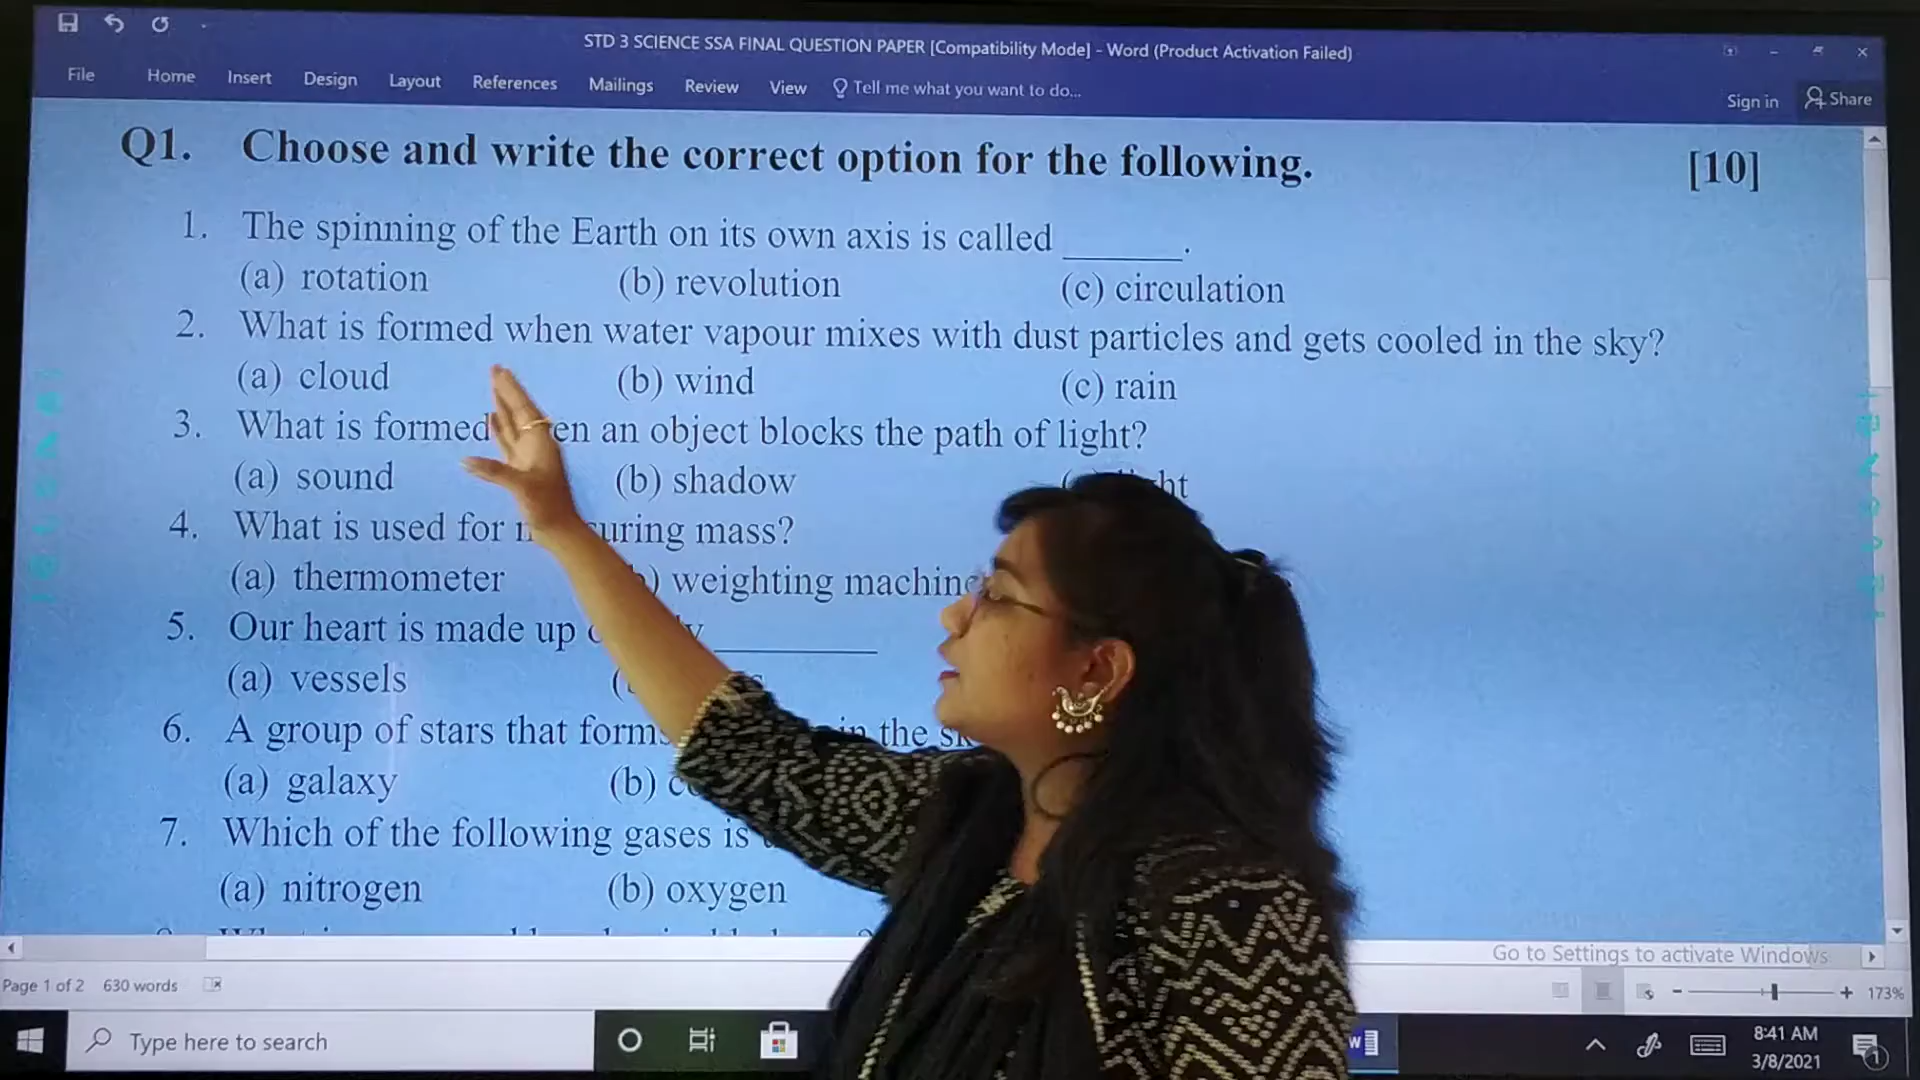 STD 3 SCIENCE SSA FINAL QUESTION PAPER [Compatibility Mode] - Word (Product Activation Failed)
File Home Insert Design Layout References Mailings Review View Tell me what you want to do... Sign in Share
Q1. Choose and write the correct option for the following. [10]
1. The spinning of the Earth on its own axis is called ______.
(a) rotation (b) revolution (c) circulation
2. What is formed when water vapour mixes with dust particles and gets cooled in the sky?
(a) cloud (b) wind (c) rain
3. What is formed an object blocks the path of light?
(a) sound (b) shadow
4. What is used for mass?
(a) thermometer weighting machine
5. Our heart is made up ________
(a) vessels
6. A group of stars that in the
(a) galaxy (b)
7. Which of the following gases is
(a) nitrogen (b) oxygen
Go to Settings to activate Windows
Page 1 of 2 630 words 173%
Type here to search
8:41 AM
3/8/2021